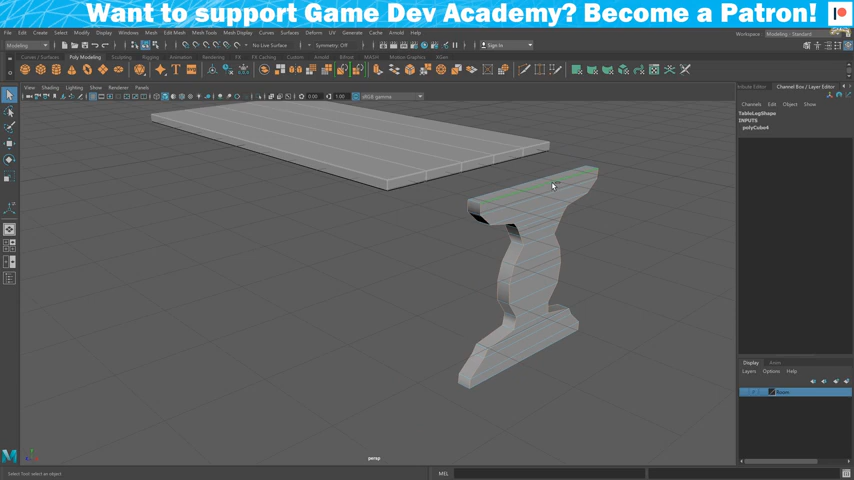 Want to support Game Dev Academy? Become a Patron!
File Edit Create Select Modify Display Windows Mesh Edit Mesh Mesh Tools Mesh Display Curves Surfaces Deform UV Generate Cache Arnold Help
Workspace Modeling - Standard
Modeling No Live Surface Symmetry: Off Sign In
Curves / Surfaces Poly Modeling Sculpting Rigging Animation Rendering FX FX Caching Custom Arnold Bifrost MASH Motion Graphics XGen
View Shading Lighting Show Renderer Panels
0.00 1.00 sRGB gamma
Channel Box / Layer Editor
Channels Edit Object Show
TableLegShape
INPUTS
polyCube4
Display Anim
Layers Options Help
Room
persp
Select Tool: select an object
MEL